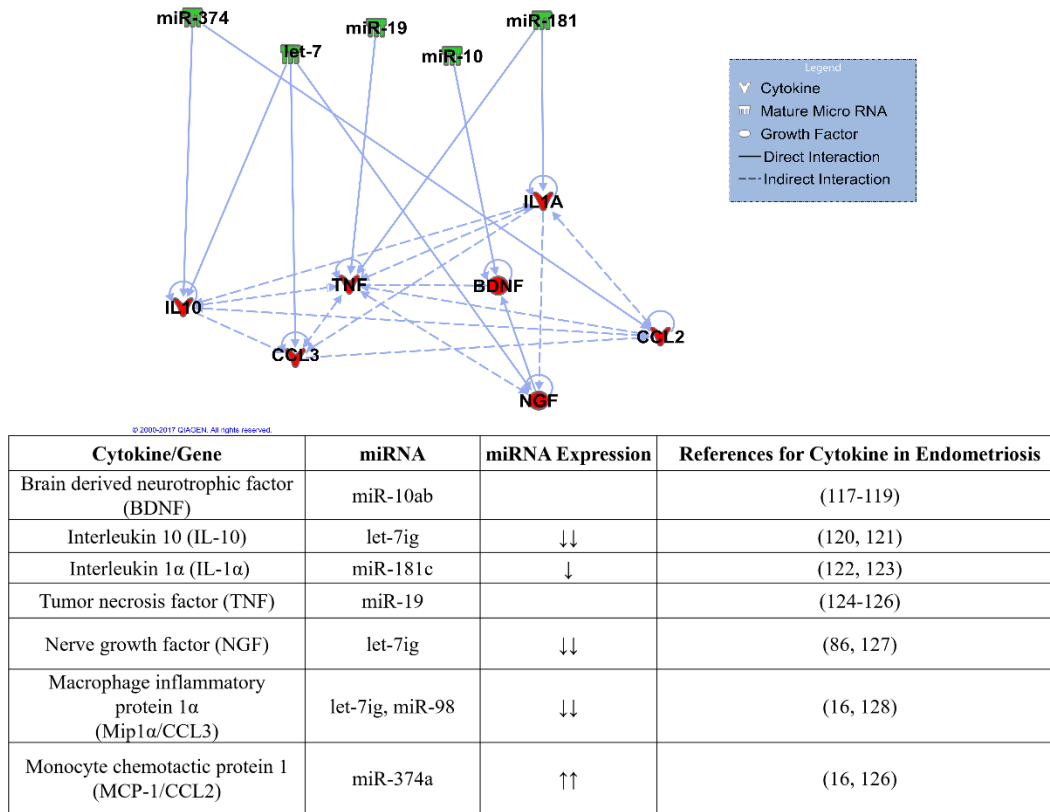 miR-374
miR-19
miR-181
let-7
miR-10
Legend
Cytokine
Mature Micro RNA
Growth Factor
Direct Interaction
Indirect Interaction
IL1A
TNF
BDNF
IL10
CCL3
CCL2
NGF
© 2000-2017 QIAGEN. All rights reserved.
Cytokine/Gene miRNA miRNA Expression References for Cytokine in Endometriosis
Brain derived neurotrophic factor
(BDNF) miR-10ab (117-119)
Interleukin 10 (IL-10) let-7ig ↓↓ (120, 121)
Interleukin 1α (IL-1α) miR-181c ↓ (122, 123)
Tumor necrosis factor (TNF) miR-19 (124-126)
Nerve growth factor (NGF) let-7ig ↓↓ (86, 127)
Macrophage inflammatory
protein 1α
(Mip1α/CCL3) let-7ig, miR-98 ↓↓ (16, 128)
Monocyte chemotactic protein 1
(MCP-1/CCL2) miR-374a ↑↑ (16, 126)